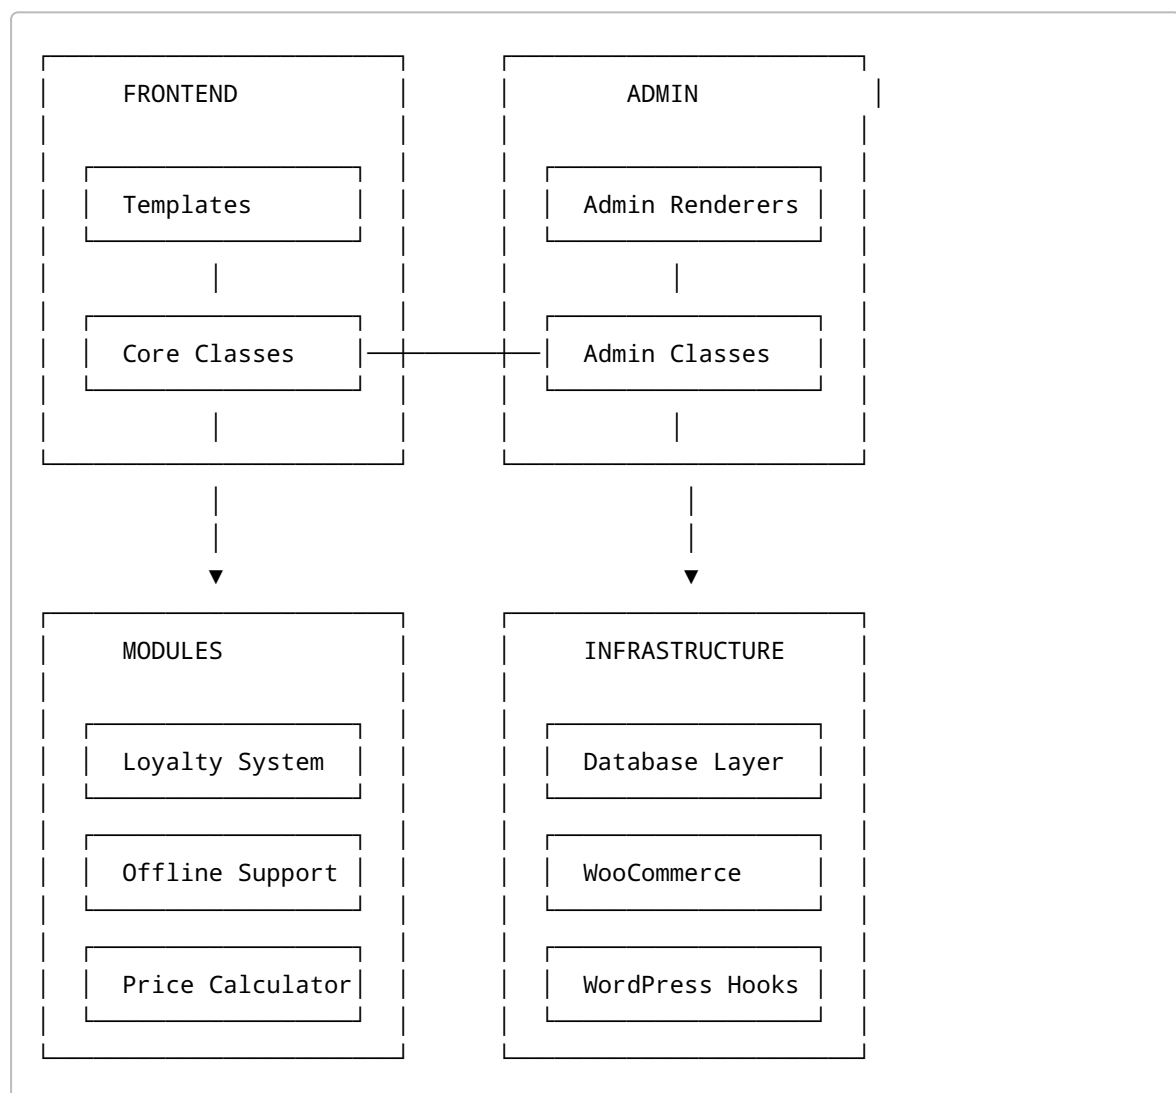 FRONTEND
ADMIN
Templates
Admin Renderers
Core Classes
Admin Classes
MODULES
INFRASTRUCTURE
Loyalty System
Database Layer
Offline Support
WooCommerce
Price Calculator
WordPress Hooks